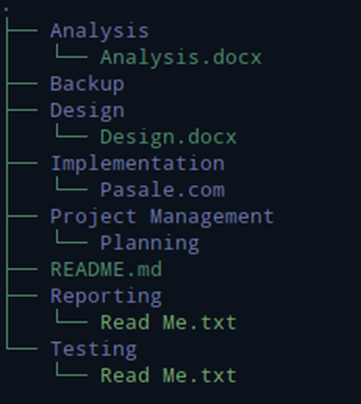 .
├── Analysis
│   └── Analysis.docx
├── Backup
├── Design
│   └── Design.docx
├── Implementation
│   └── Pasale.com
├── Project Management
│   └── Planning
├── README.md
├── Reporting
│   └── Read Me.txt
└── Testing
    └── Read Me.txt